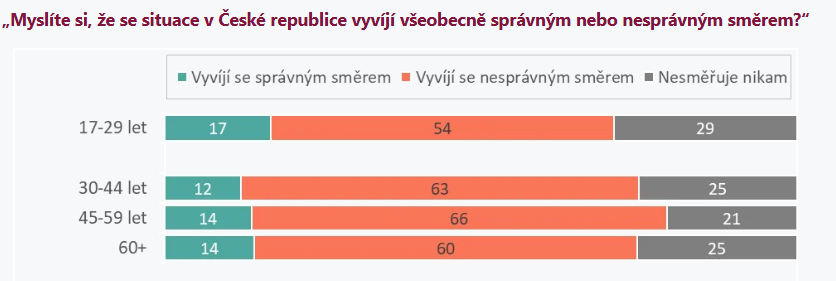 „Myslíte si, že se situace v České republice vyvíjí všeobecně správným nebo nesprávným směrem?“
Vyvíjí se správným směrem Vyvíjí se nesprávným směrem Nesměřuje nikam
17-29 let 17 54 29
30-44 let 12 63 25
45-59 let 14 66 21
60+ 14 60 25